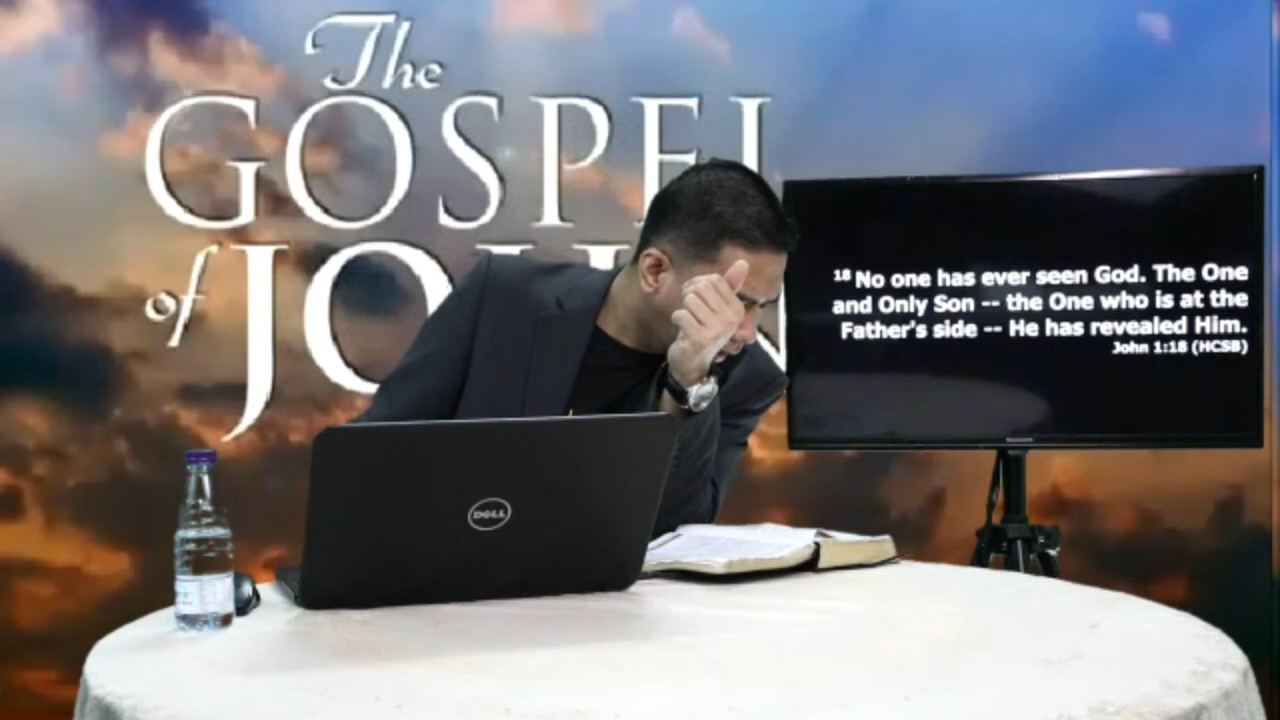 The
GOSPEL
of JOHN
18 No one has ever seen God. The One
and Only Son -- the One who is at the
Father's side -- He has revealed Him.
John 1:18 (HCSB)
DELL